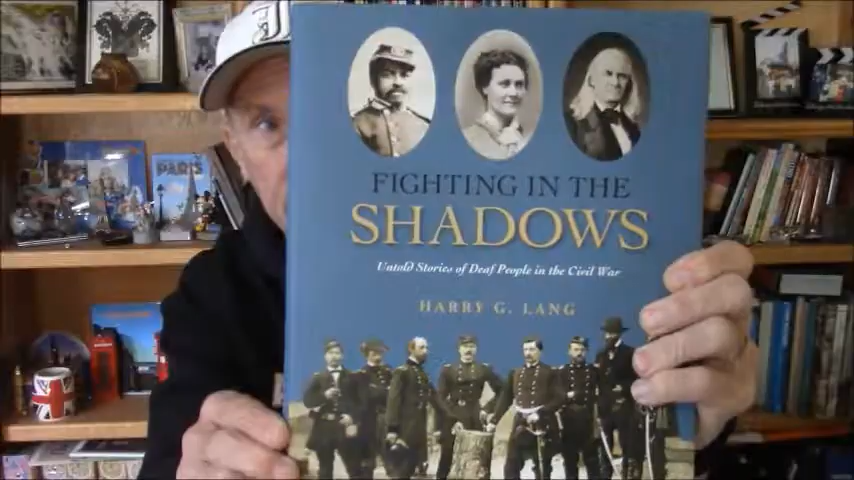 PARIS
FIGHTING IN THE
SHADOWS
Untold Stories of Deaf People in the Civil War
HARRY G. LANG